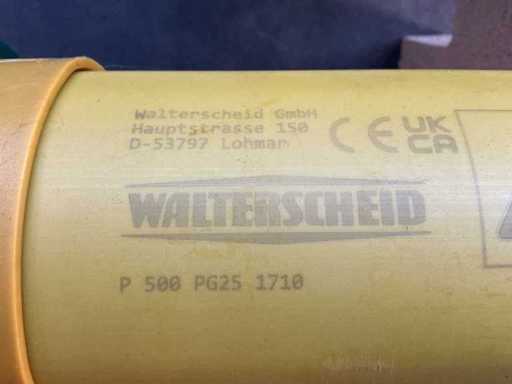 Walterscheid GmbH
Hauptstrasse 150
D-53797 Lohmar
CE UK CA
WALTERSCHEID
P 500 PG25 1710